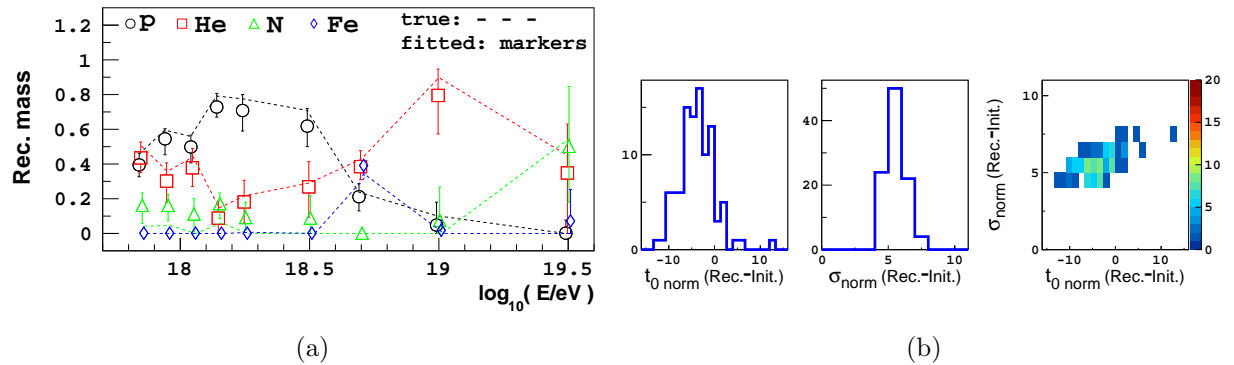 p He N Fe
true: - - -
fitted: markers
Rec. mass
1.2
1
0.8
0.6
0.4
0.2
0
18 18.5 19 19.5
log10( E/eV )
(a)
10
0
−10 0 10
t0 norm (Rec.-Init.)
40
20
0
0 5 10
σnorm (Rec.-Init.)
σnorm (Rec.-Init.)
10
5
0
−10 0 10
t0 norm (Rec.-Init.)
20
15
10
5
0
(b)